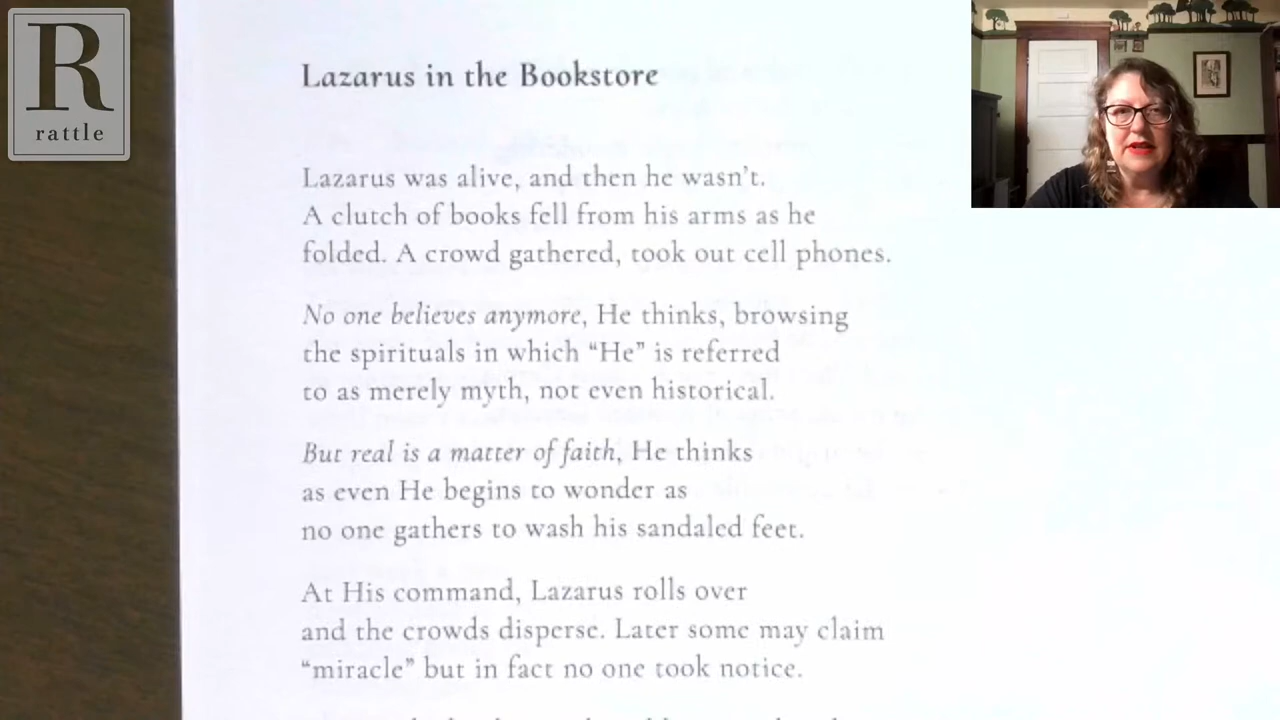 R
rattle
Lazarus in the Bookstore
Lazarus was alive, and then he wasn’t.
A clutch of books fell from his arms as he
folded. A crowd gathered, took out cell phones.
No one believes anymore, He thinks, browsing
the spirituals in which “He” is referred
to as merely myth, not even historical.
But real is a matter of faith, He thinks
as even He begins to wonder as
no one gathers to wash his sandaled feet.
At His command, Lazarus rolls over
and the crowds disperse. Later some may claim
“miracle” but in fact no one took notice.